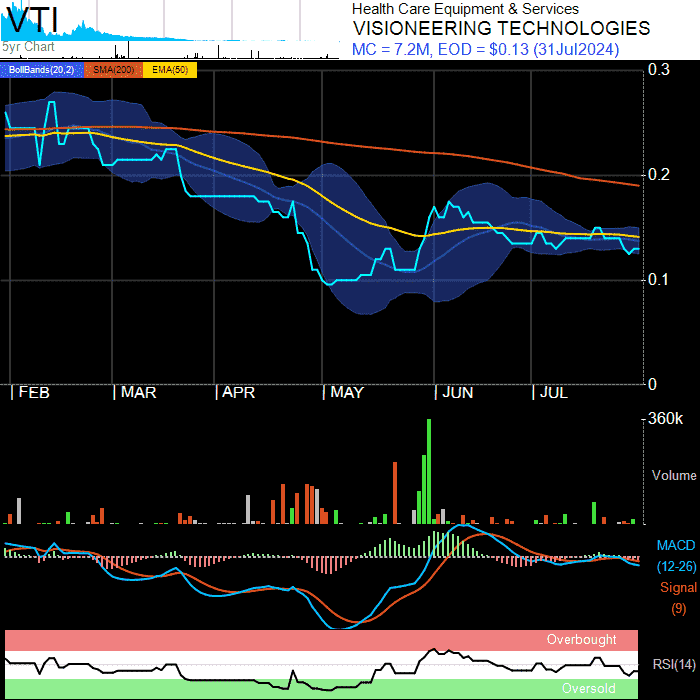 VTI
5yr Chart
Health Care Equipment & Services
VISIONEERING TECHNOLOGIES
MC = 7.2M, EOD = $0.13 (31Jul2024)
BollBands(20,2) SMA(200) EMA(50)
0.3
0.2
0.1
0
FEB MAR APR MAY JUN JUL
360k
Volume
MACD
(12-26)
Signal
(9)
Overbought
RSI(14)
Oversold